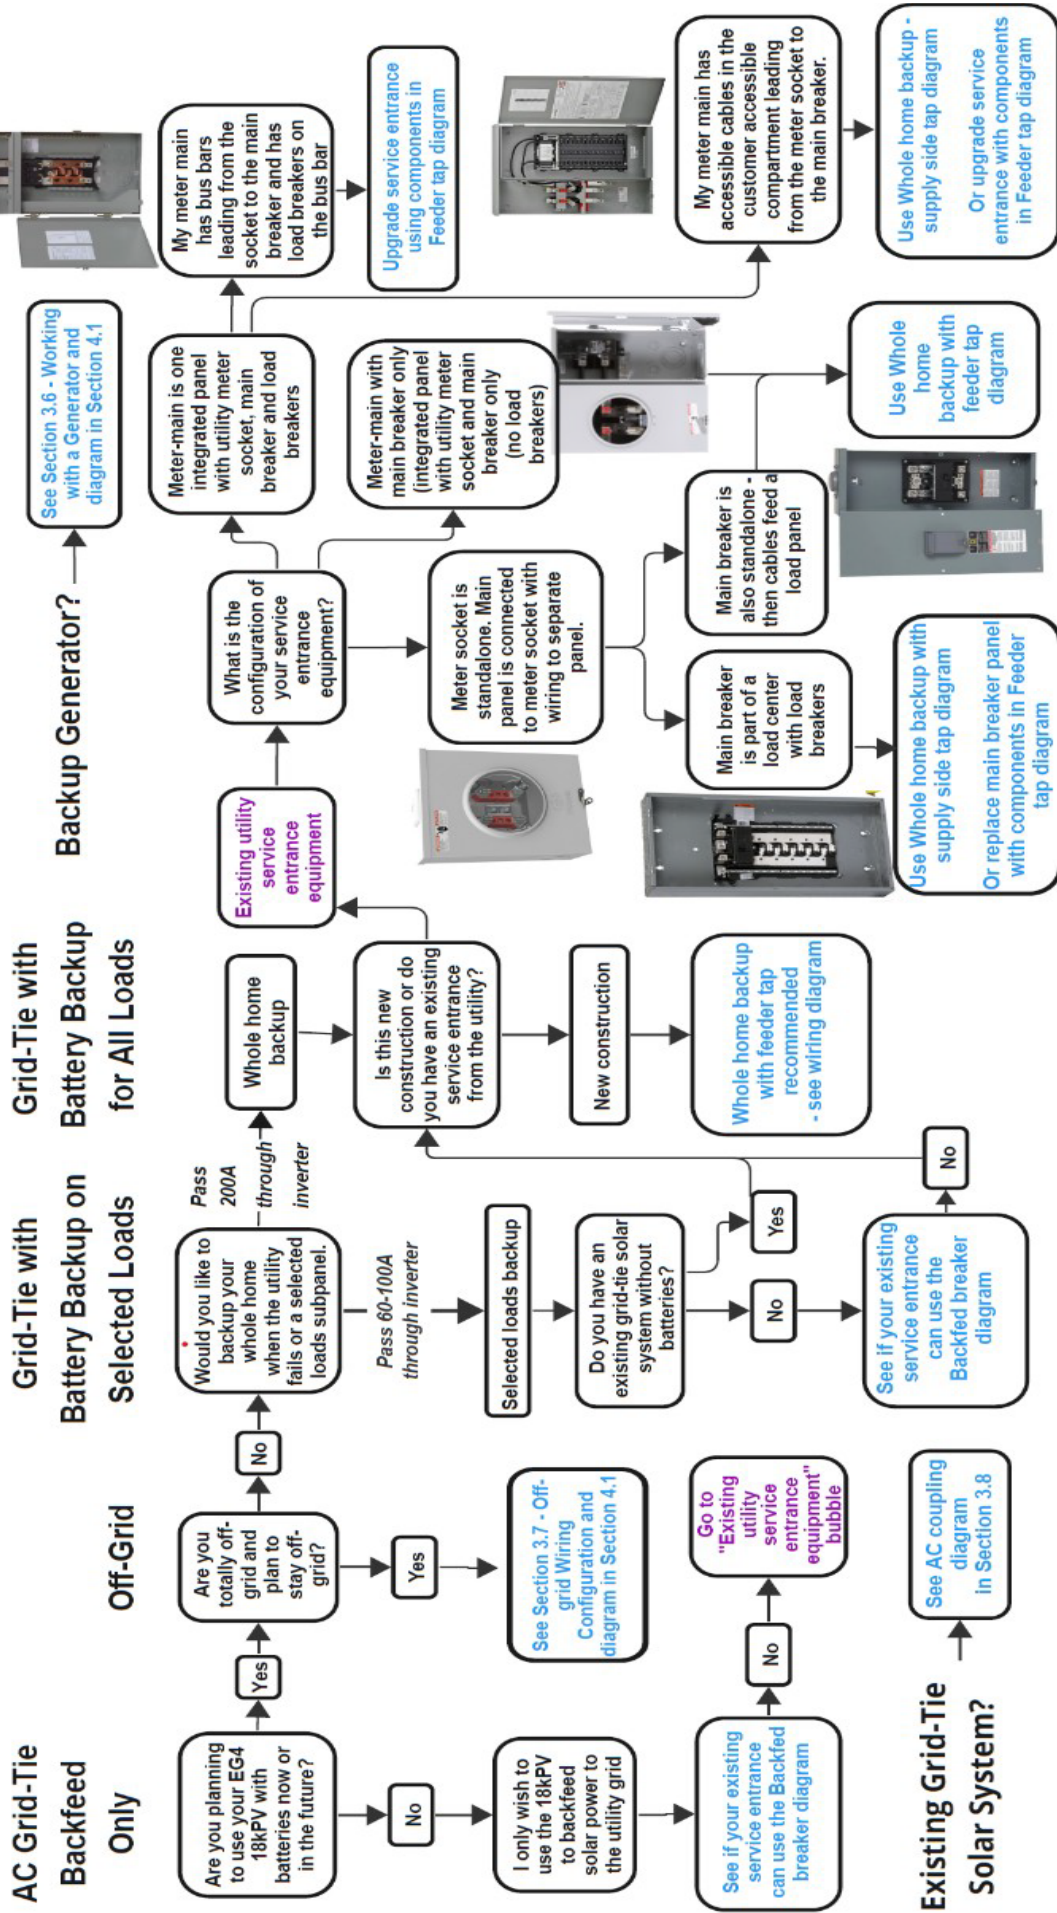 AC Grid-Tie
Backfeed
Only
Off-Grid
Grid-Tie with
Battery Backup on
Selected Loads
Grid-Tie with
Battery Backup
for All Loads
Backup Generator?
See Section 3.6 - Working
with a Generator and
diagram in Section 4.1
Are you planning
to use your EG4
18kPV with
batteries now or
in the future?
Yes
Are you
totally off-
grid and
plan to
stay off-
grid?
No
Would you like to
backup your
whole home
when the utility
fails or a selected
loads subpanel.
Pass
200A
through
inverter
Whole home
backup
No
I only wish to
use the 18kPV
to backfeed
solar power to
the utility grid
See if your existing
service entrance
can use the Backfed
breaker diagram
No
Go to
"Existing
utility
service
entrance
equipment"
bubble
Yes
See Section 3.7 - Off-
grid Wiring
Configuration and
diagram in Section 4.1
Pass 60-100A
through inverter
Selected loads backup
Do you have an
existing grid-tie solar
system without
batteries?
Yes
No
See if your existing
service entrance
can use the
Backfed breaker
diagram
No
Is this new
construction or do
you have an existing
service entrance
from the utility?
New construction
Whole home backup
with feeder tap
recommended
- see wiring diagram
Existing utility
service
entrance
equipment
What is the
configuration of
your service
entrance
equipment?
Meter-main is one
integrated panel
with utility meter
socket, main
breaker and load
breakers
My meter main
has bus bars
leading from the
socket to the main
breaker and has
load breakers on
the bus bar
Upgrade service entrance
using components in
Feeder tap diagram
My meter main has
accessible cables in the
customer accessible
compartment leading
from the meter socket to
the main breaker.
Use Whole home backup -
supply side tap diagram
Or upgrade service
entrance with components
in Feeder tap diagram
Meter-main with
main breaker only
(integrated panel
with utility meter
socket and main
breaker only
(no load
breakers)
Meter socket is
standalone. Main
panel is connected
to meter socket with
wiring to separate
panel.
Main breaker is
also standalone -
then cables feed a
load panel
Use Whole
home
backup with
feeder tap
diagram
Main breaker
is part of a
load center
with load
breakers
Use Whole home backup with
supply side tap diagram
Or replace main breaker panel
with components in Feeder
tap diagram
Existing Grid-Tie
Solar System?
See AC coupling
diagram
in Section 3.8